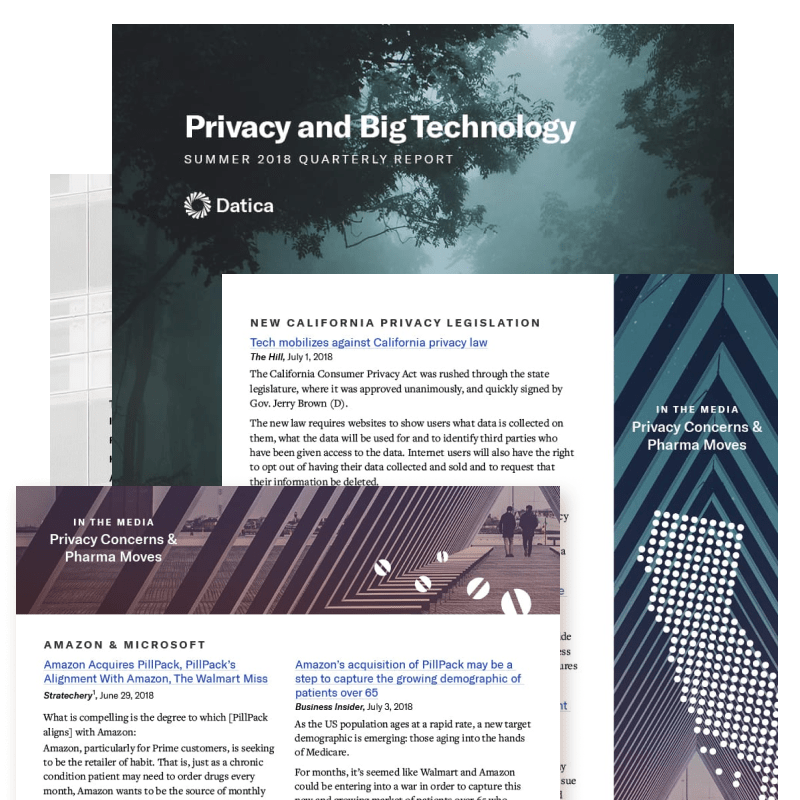 Privacy and Big Technology
SUMMER 2018 QUARTERLY REPORT
Datica
NEW CALIFORNIA PRIVACY LEGISLATION
Tech mobilizes against California privacy law
The Hill, July 1, 2018
The California Consumer Privacy Act was rushed through the state
legislature, where it was approved unanimously, and quickly signed by
Gov. Jerry Brown (D).
The new law requires websites to show users what data is collected on
them, what the data will be used for and to identify third parties who
have been given access to the data. Internet users will also have the right
to opt out of having their data collected and sold and to request that
their information be deleted.
IN THE MEDIA
Privacy Concerns &
Pharma Moves
IN THE MEDIA
Privacy Concerns &
Pharma Moves
AMAZON & MICROSOFT
Amazon Acquires PillPack, PillPack's
Alignment With Amazon, The Walmart Miss
Stratechery¹, June 29, 2018
What is compelling is the degree to which [PillPack
aligns] with Amazon:
Amazon, particularly for Prime customers, is seeking
to be the retailer of habit. That is, just as a chronic
condition patient may need to order drugs every
month, Amazon wants to be the source of monthly
Amazon's acquisition of PillPack may be a
step to capture the growing demographic of
patients over 65
Business Insider, July 3, 2018
As the US population ages at a rapid rate, a new target
demographic is emerging: those aging into the hands
of Medicare.
For months, it's seemed like Walmart and Amazon
could be entering into a war in order to capture this
new and growing market of patients over 65 who